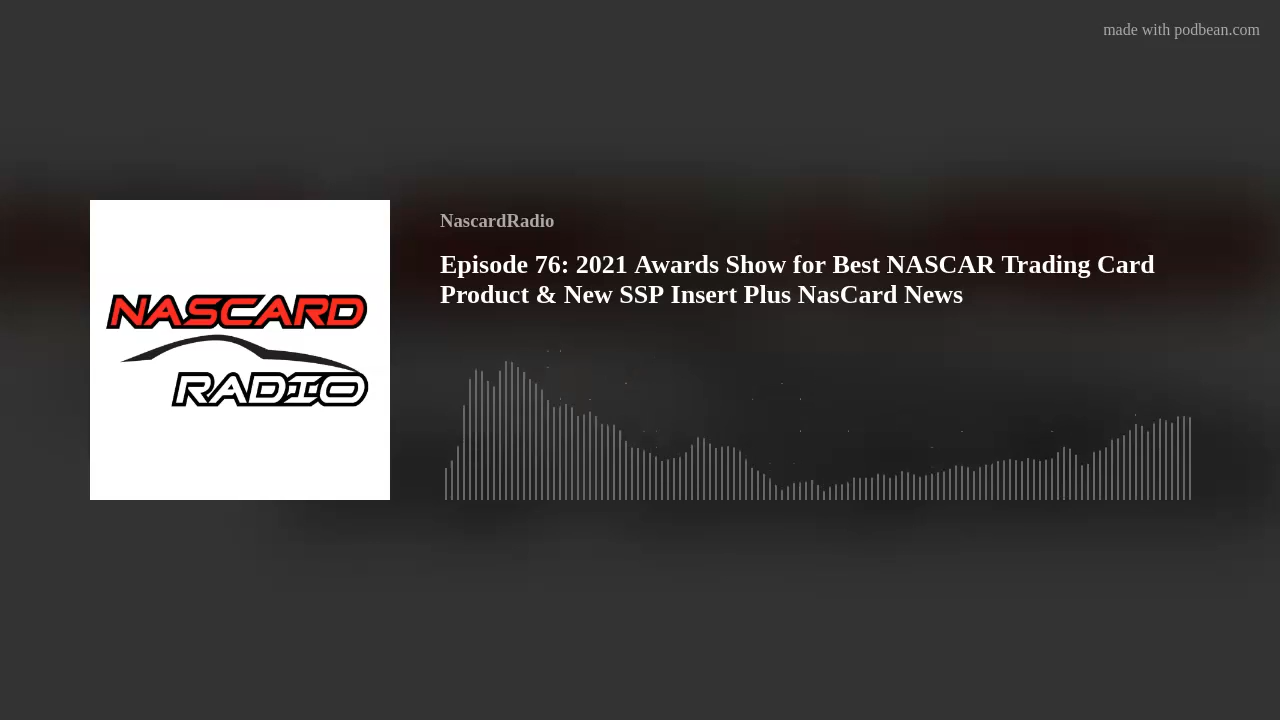 made with podbean.com
NASCARD
RADIO
NascardRadio
Episode 76: 2021 Awards Show for Best NASCAR Trading Card
Product & New SSP Insert Plus NasCard News